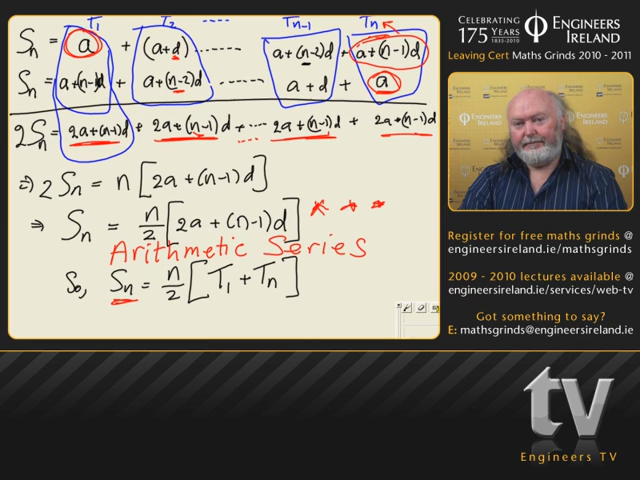 T₁ T₂ ..... Tₙ₋₁ Tₙ
Sₙ = a + (a+d) ........ a+(n-2)d + a+(n-1)d
Sₙ = a+(n-1)d + a+(n-2)d ........ a+d + a
2Sₙ = 2a+(n-1)d + 2a+(n-1)d + ..... 2a+(n-1)d + 2a+(n-1)d
⇒ 2Sₙ = n[2a+(n-1)d]
⇒ Sₙ = n/2 [2a+(n-1)d] * * *
Arithmetic Series
So, Sₙ = n/2 [T₁ + Tₙ]
CELEBRATING
175 YEARS
1835-2010
ENGINEERS
IRELAND
Leaving Cert Maths Grinds 2010 - 2011
Register for free maths grinds @
engineersireland.ie/mathsgrinds
2009 - 2010 lectures available @
engineersireland.ie/services/web-tv
Got something to say?
E: mathsgrinds@engineersireland.ie
tv
Engineers TV